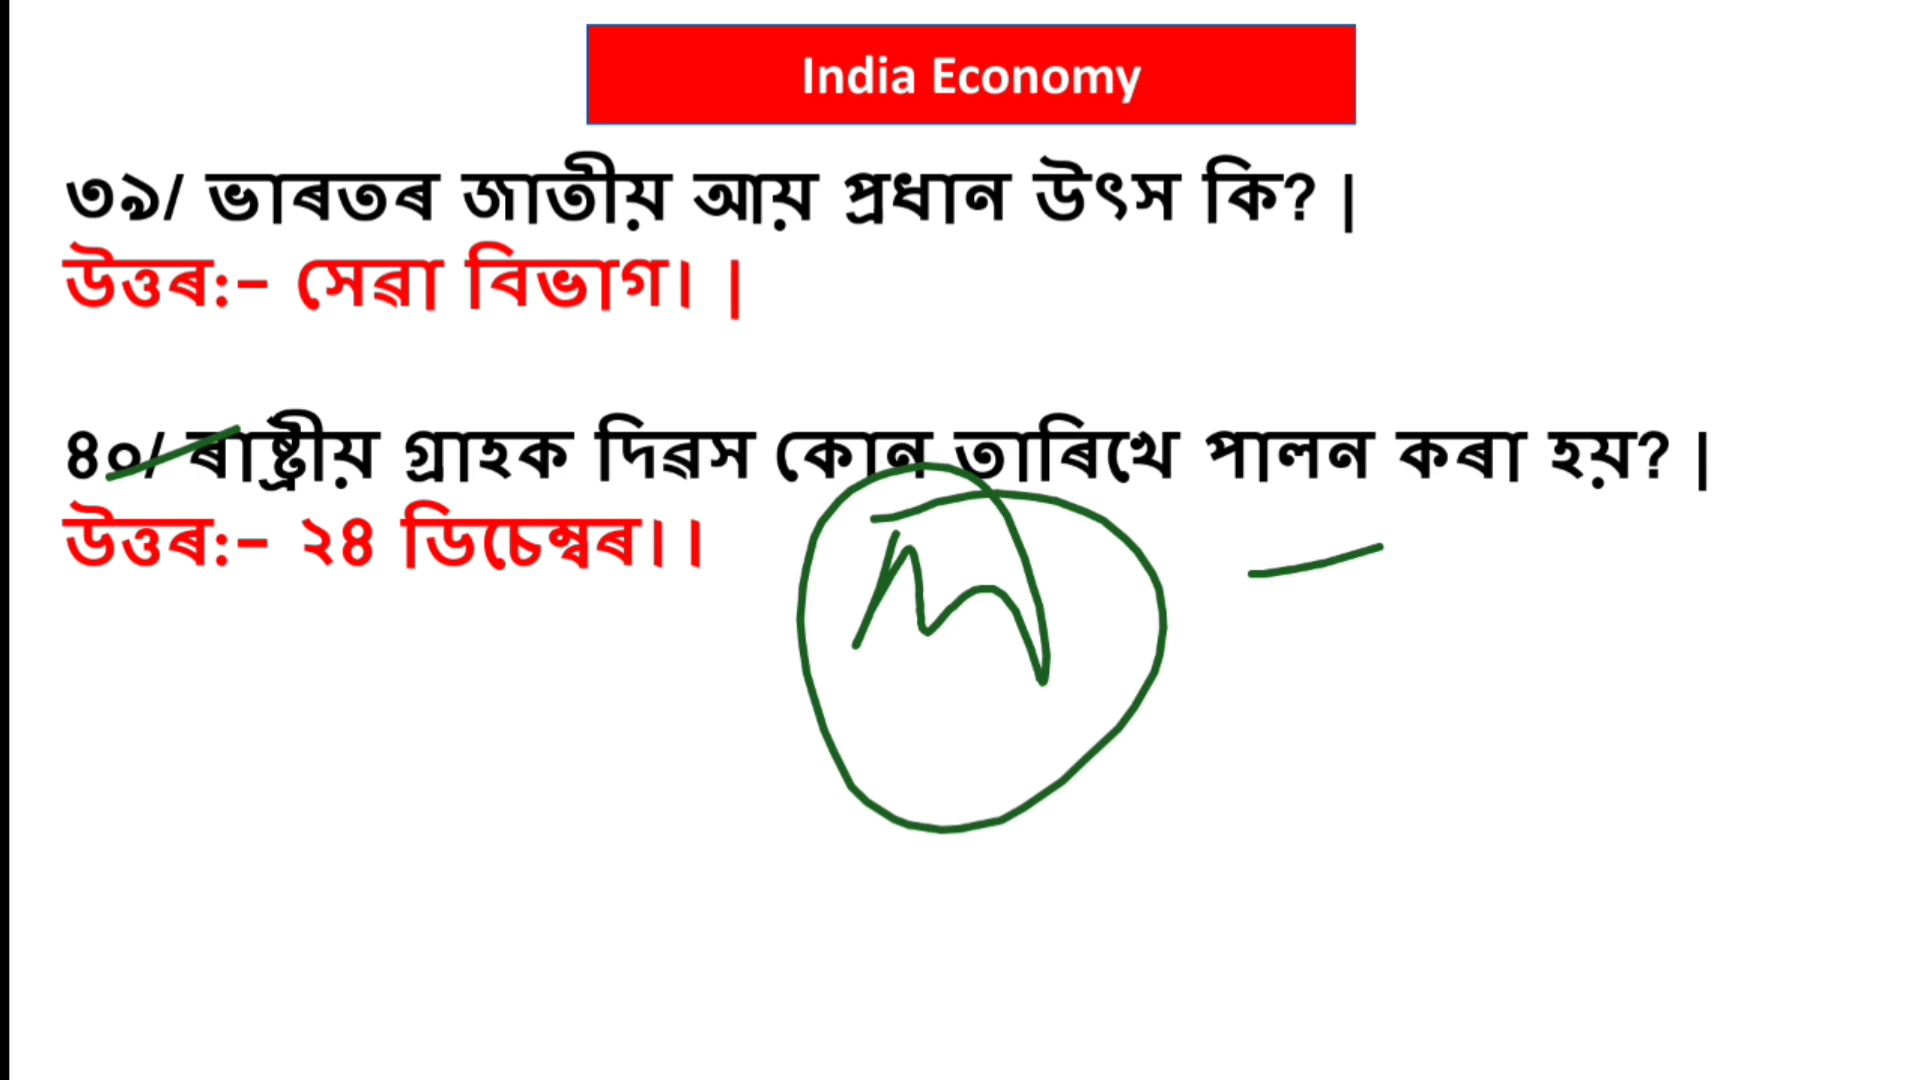 India Economy
৩৯/ ভাৰতৰ জাতীয় আয় প্ৰধান উৎস কি? |
উত্তৰ:– সেৱা বিভাগ। |
৪০/ ৰাষ্ট্ৰীয় গ্ৰাহক দিৱস কোন তাৰিখে পালন কৰা হয়? |
উত্তৰ:– ২৪ ডিচেম্বৰ।।
M